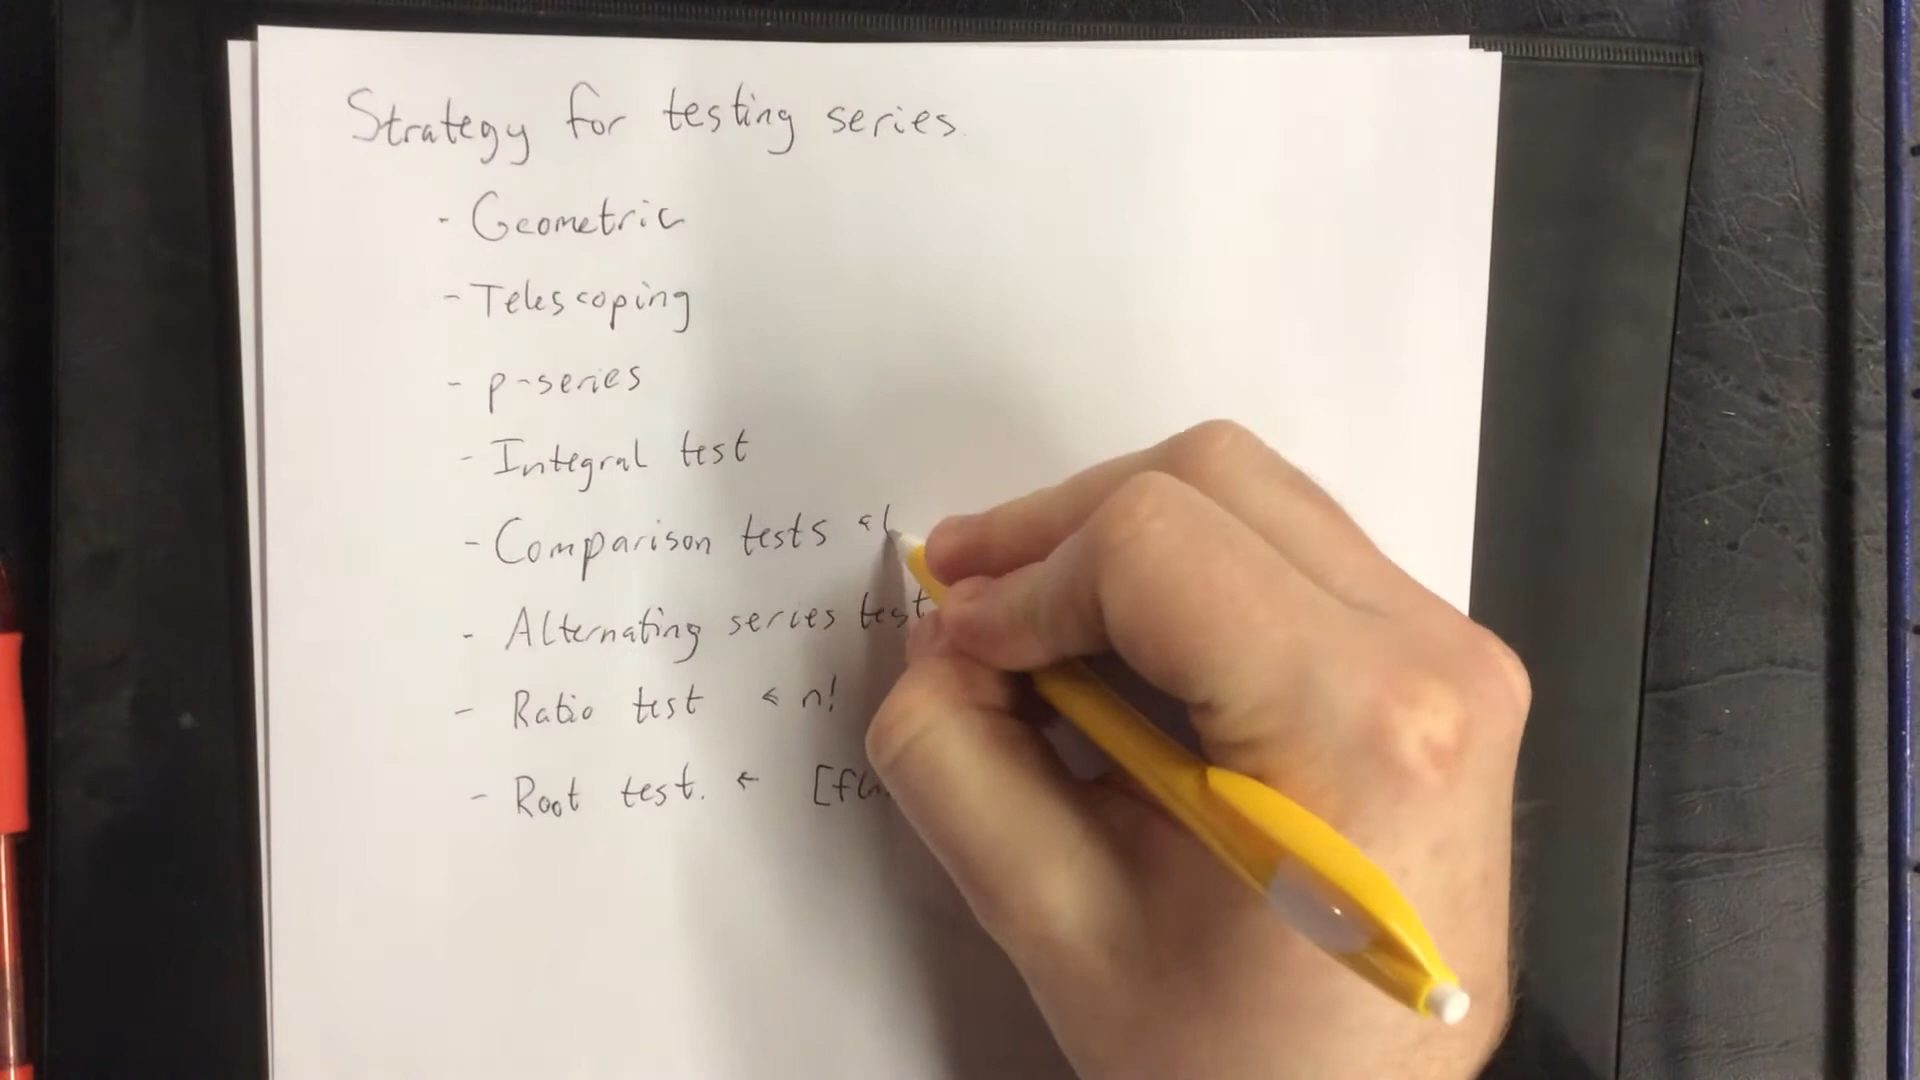 Strategy for testing series
- Geometric
- Telescoping
- p-series
- Integral test
- Comparison tests
- Alternating series test
- Ratio test < n!
- Root test. ←